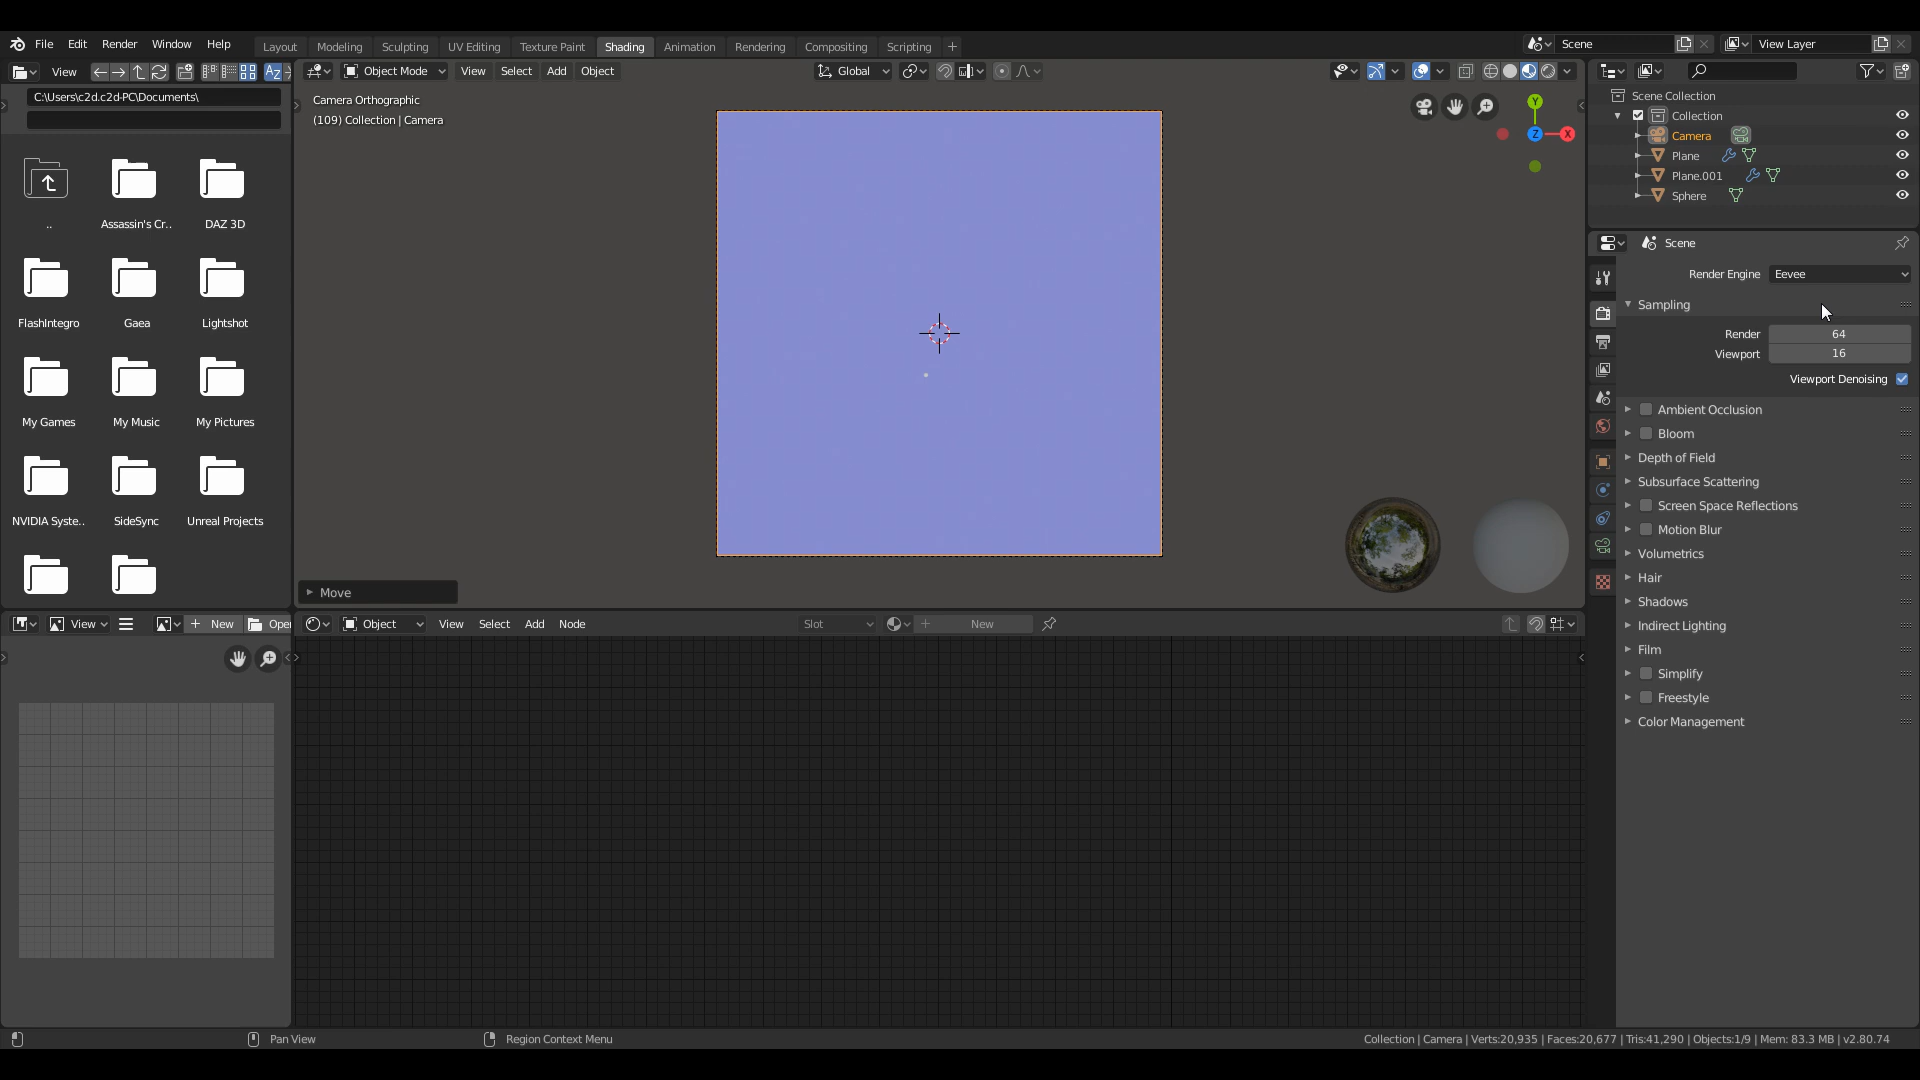 File Edit Render Window Help Layout Modeling Sculpting UV Editing Texture Paint Shading Animation Rendering Compositing Scripting + Scene View Layer
View
C:\Users\c2d.c2d-PC\Documents\
..
Assassin's Cr..
DAZ 3D
FlashIntegro
Gaea
Lightshot
My Games
My Music
My Pictures
NVIDIA Syste..
SideSync
Unreal Projects
Object Mode View Select Add Object Global
Camera Orthographic
(109) Collection | Camera
Y
Z
X
Move
View New Open
Object View Select Add Node Slot New
Scene Collection
Collection
Camera
Plane
Plane.001
Sphere
Scene
Render Engine Eevee
Sampling
Render 64
Viewport 16
Viewport Denoising
Ambient Occlusion
Bloom
Depth of Field
Subsurface Scattering
Screen Space Reflections
Motion Blur
Volumetrics
Hair
Shadows
Indirect Lighting
Film
Simplify
Freestyle
Color Management
Pan View
Region Context Menu
Collection | Camera | Verts:20,935 | Faces:20,677 | Tris:41,290 | Objects:1/9 | Mem: 83.3 MB | v2.80.74